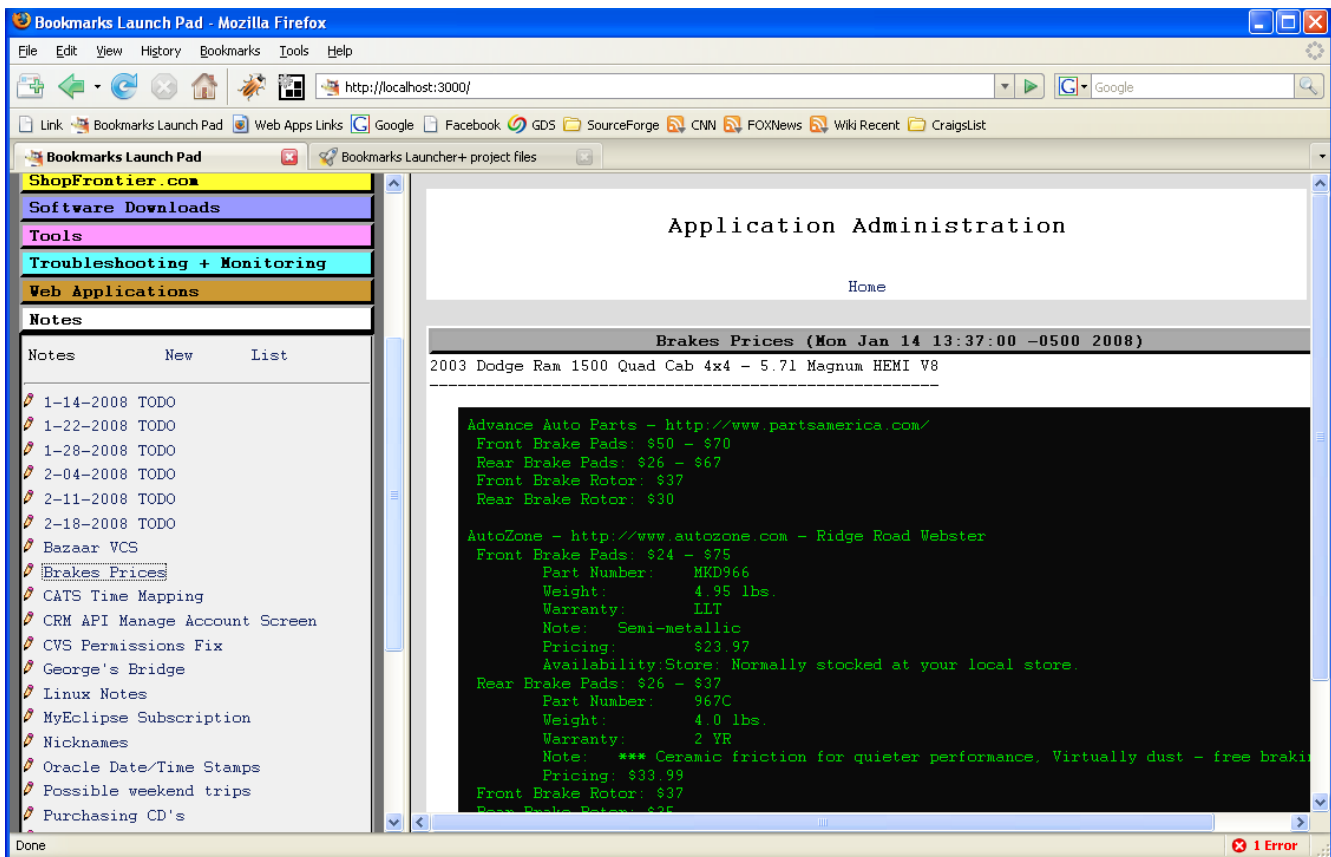 Bookmarks Launch Pad - Mozilla Firefox
File Edit View History Bookmarks Tools Help
http://localhost:3000/ G Google
Link Bookmarks Launch Pad Web Apps Links Google Facebook GDS SourceForge CNN FOXNews Wiki Recent CraigsList
Bookmarks Launch Pad Bookmarks Launcher+ project files
ShopFrontier.com
Software Downloads
Tools
Troubleshooting + Monitoring
Web Applications
Notes
Notes New List
1-14-2008 TODO
1-22-2008 TODO
1-28-2008 TODO
2-04-2008 TODO
2-11-2008 TODO
2-18-2008 TODO
Bazaar VCS
Brakes Prices
CATS Time Mapping
CRM API Manage Account Screen
CVS Permissions Fix
George's Bridge
Linux Notes
MyEclipse Subscription
Nicknames
Oracle Date/Time Stamps
Possible weekend trips
Purchasing CD's
Application Administration
Home
Brakes Prices (Mon Jan 14 13:37:00 -0500 2008)
2003 Dodge Ram 1500 Quad Cab 4x4 - 5.7l Magnum HEMI V8
-------------------------------------------------------
Advance Auto Parts - http://www.partsamerica.com/
Front Brake Pads: $50 - $70
Rear Brake Pads: $26 - $67
Front Brake Rotor: $37
Rear Brake Rotor: $30
AutoZone - http://www.autozone.com - Ridge Road Webster
Front Brake Pads: $24 - $75
Part Number: MKD966
Weight: 4.95 lbs.
Warranty: LLT
Note: Semi-metallic
Pricing: $23.97
Availability:Store: Normally stocked at your local store.
Rear Brake Pads: $26 - $37
Part Number: 967C
Weight: 4.0 lbs.
Warranty: 2 YR
Note: *** Ceramic friction for quieter performance, Virtually dust - free braki
Pricing: $33.99
Front Brake Rotor: $37
Rear Brake Rotor: $35
Done 1 Error